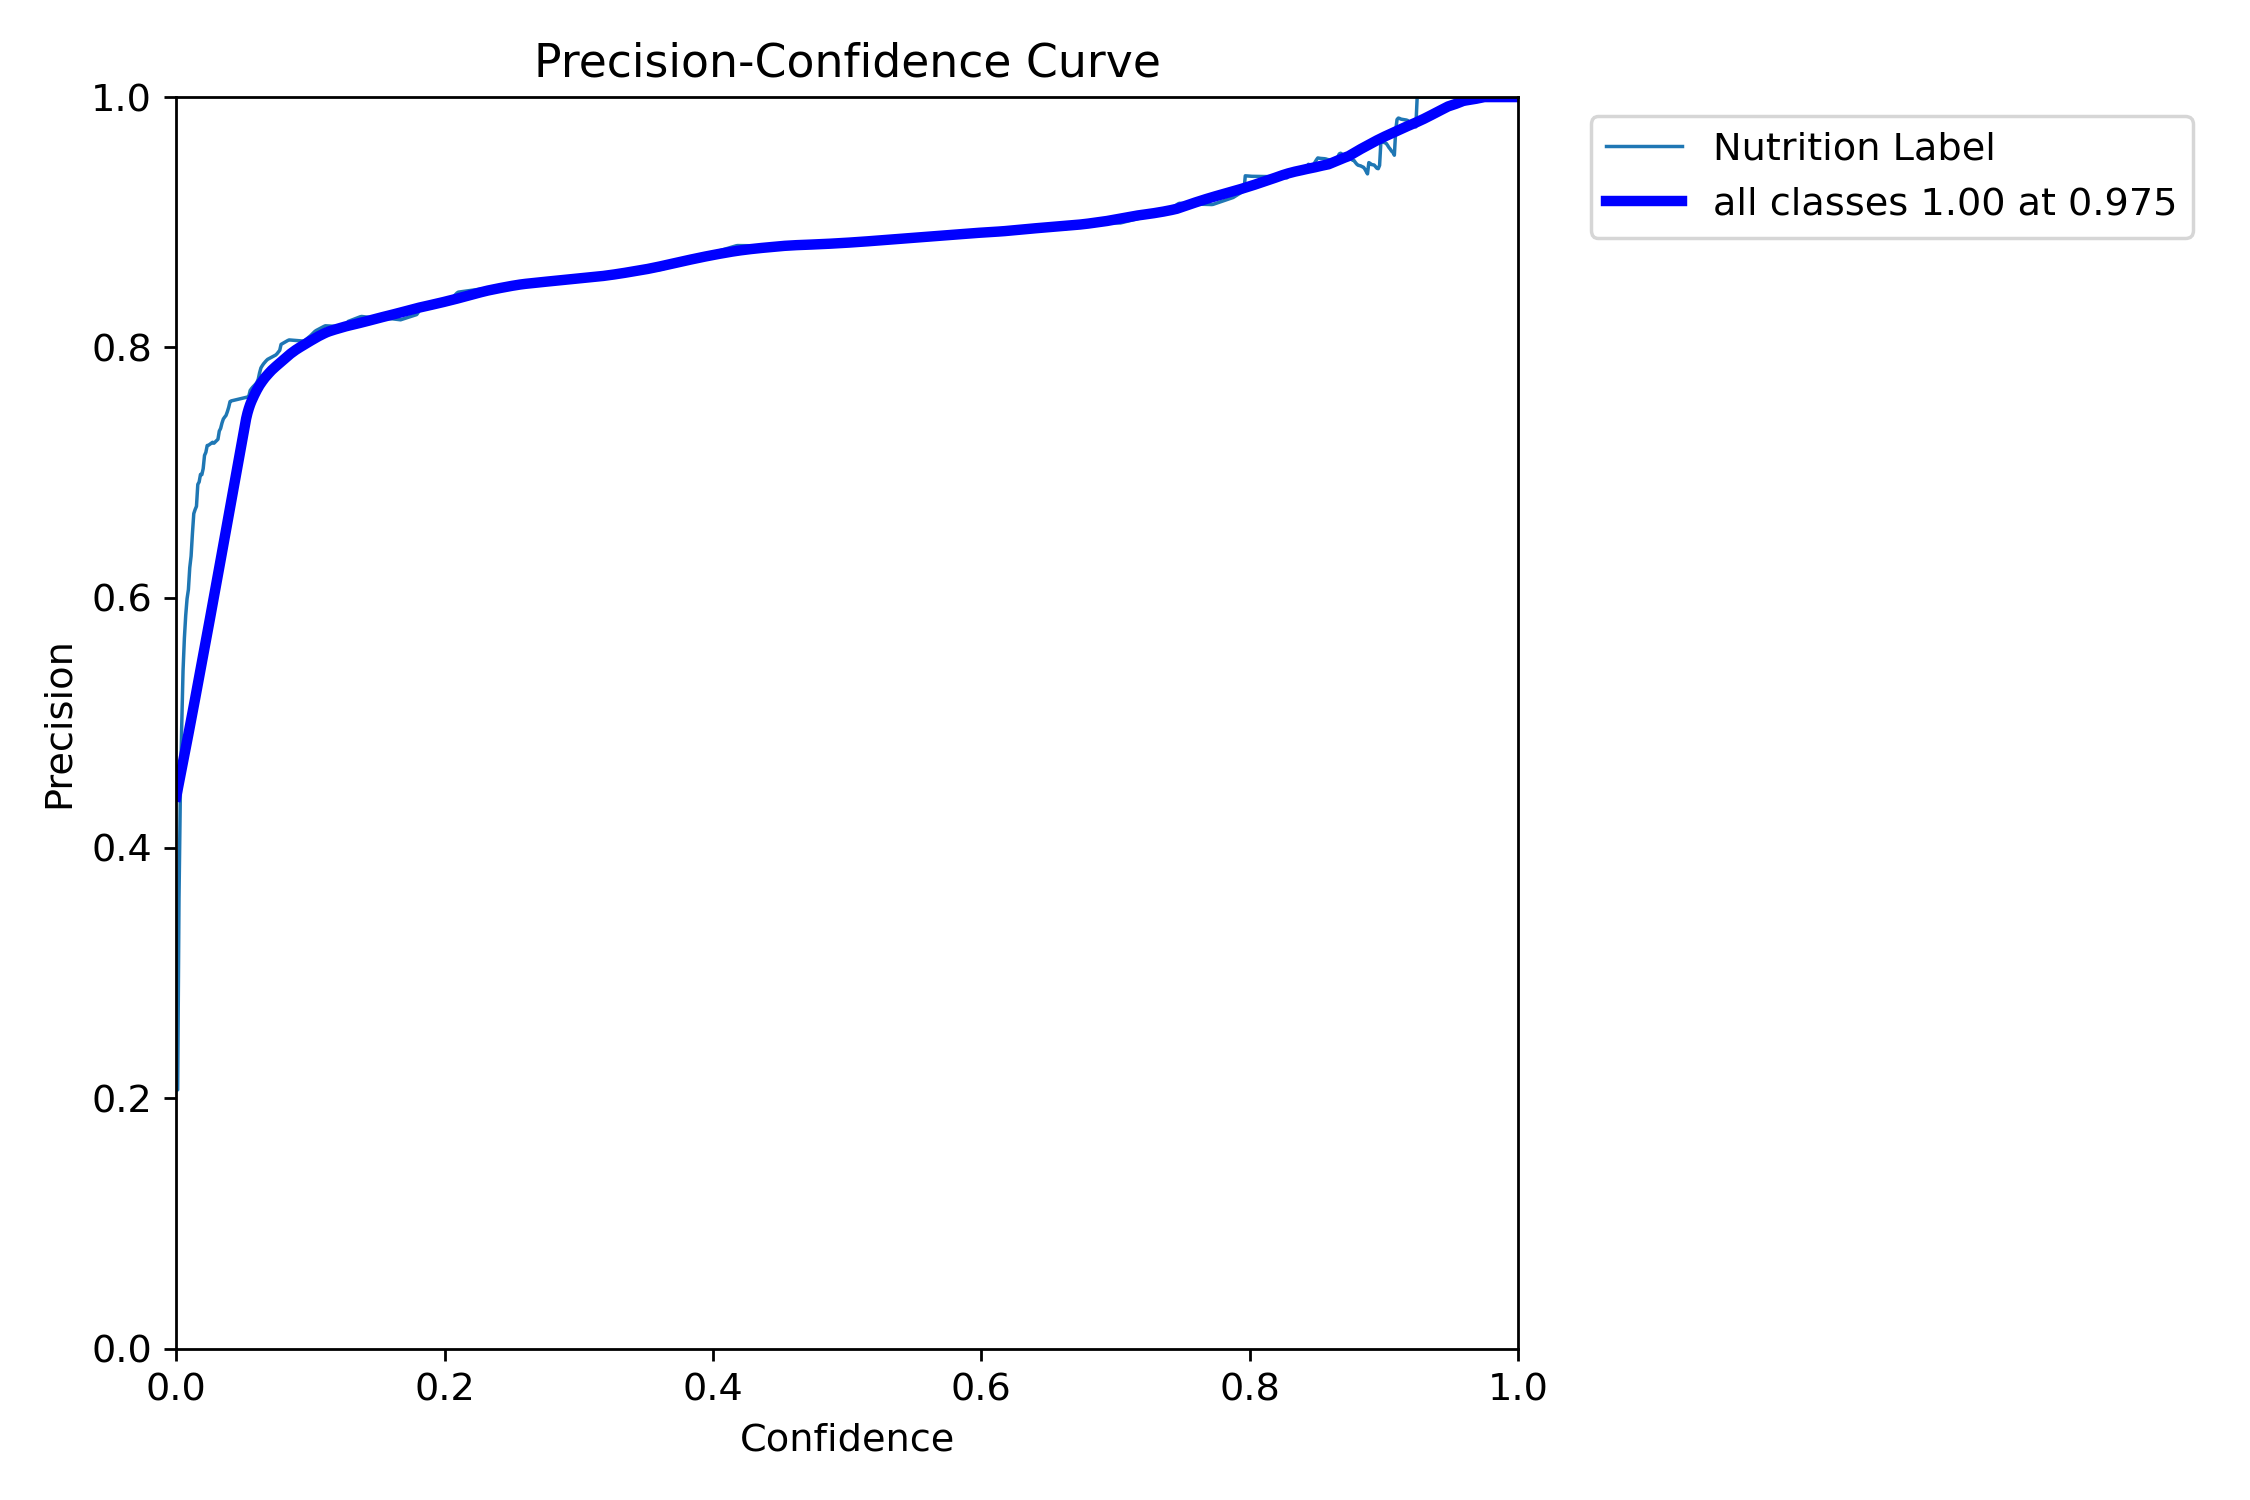 Precision-Confidence Curve
1.0
0.8
0.6
0.4
0.2
0.0
Precision
0.0 0.2 0.4 0.6 0.8 1.0
Confidence
Nutrition Label
all classes 1.00 at 0.975